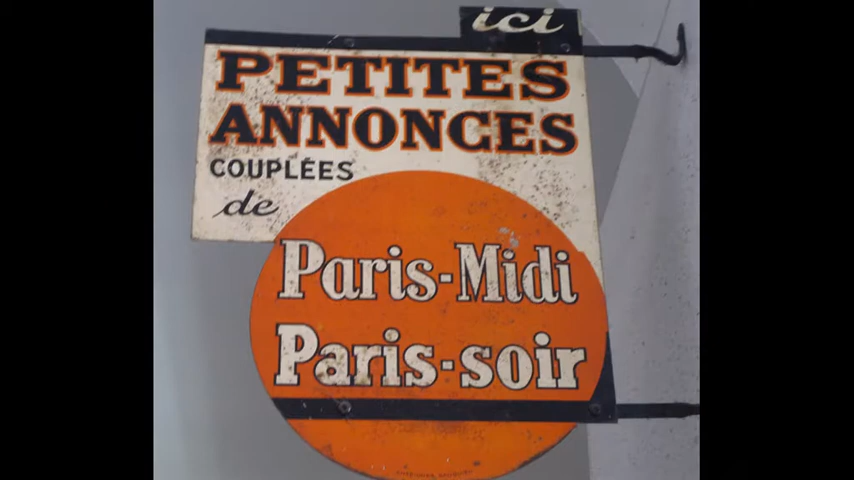 ici
PETITES
ANNONCES
COUPLÉES
de
Paris-Midi
Paris-soir